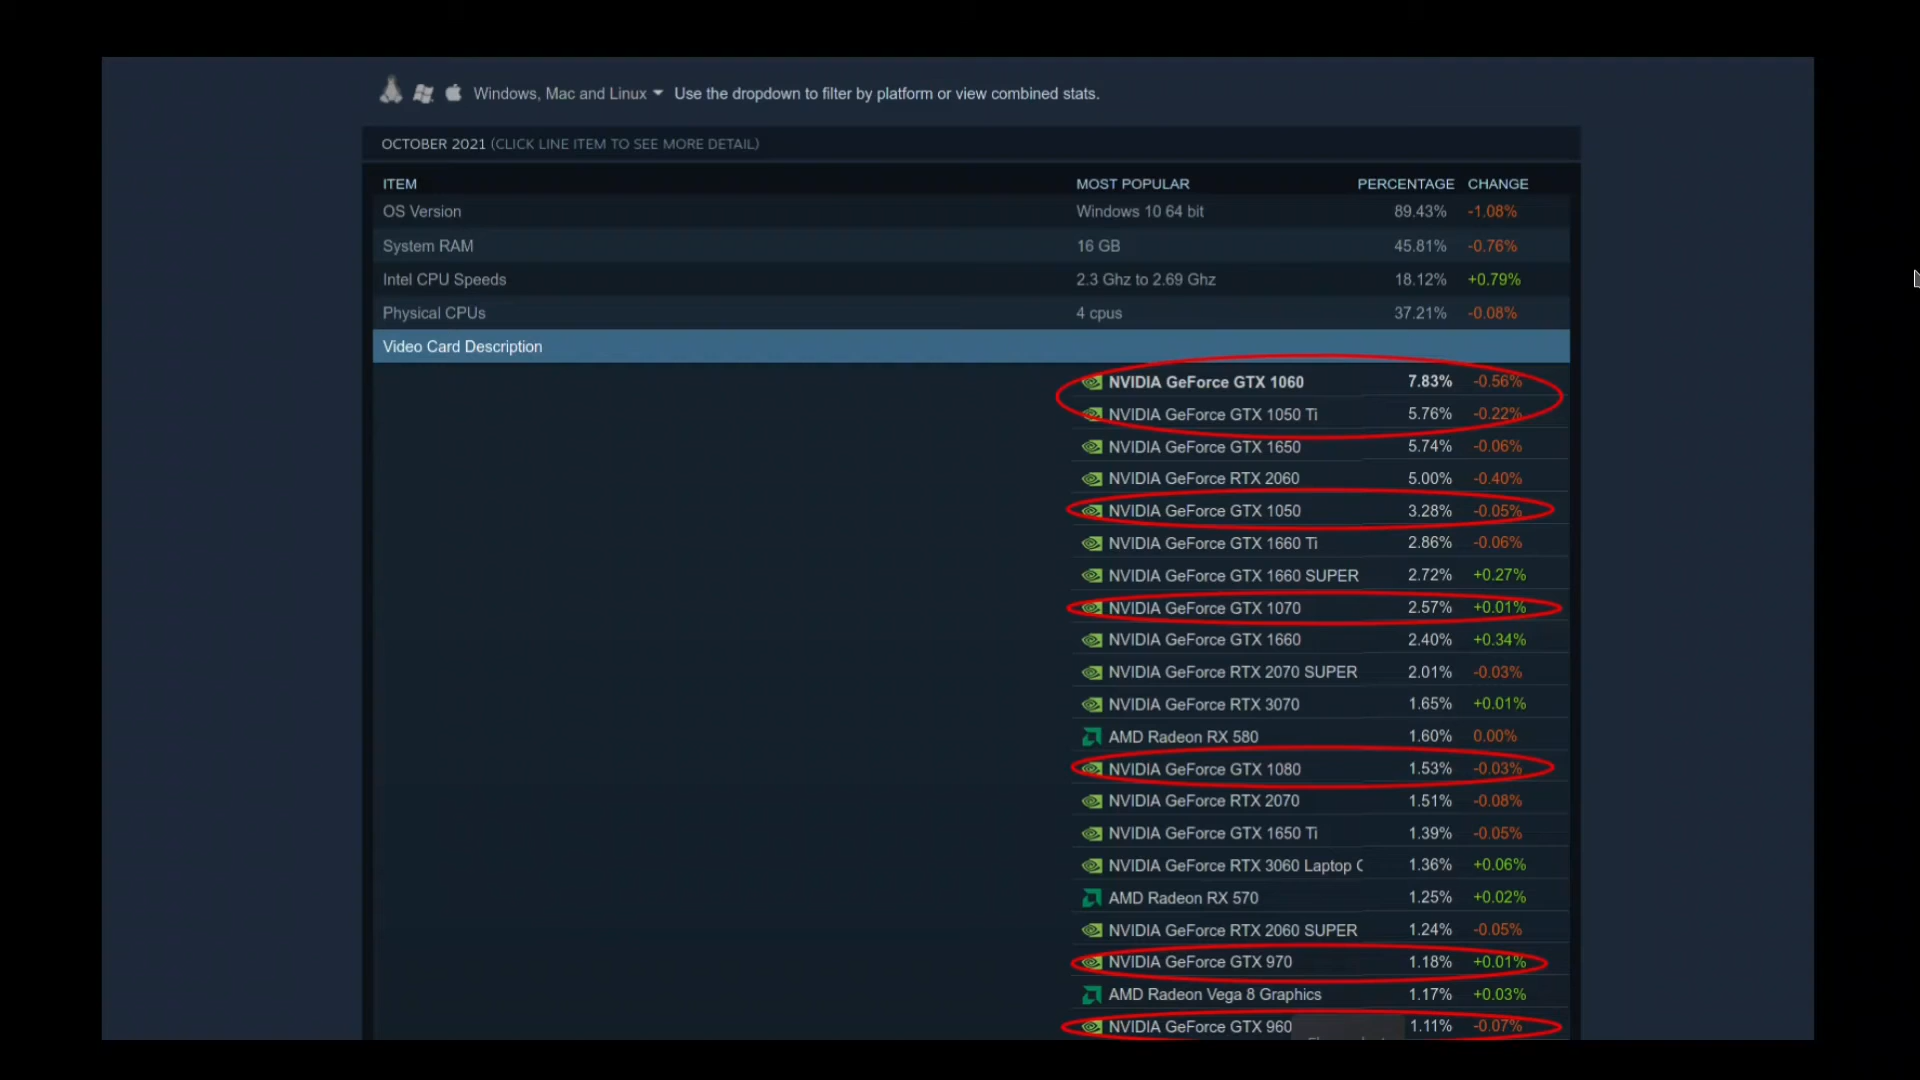 Windows, Mac and Linux Use the dropdown to filter by platform or view combined stats.
OCTOBER 2021 (CLICK LINE ITEM TO SEE MORE DETAIL)
ITEM MOST POPULAR PERCENTAGE CHANGE
OS Version Windows 10 64 bit 89.43% -1.08%
System RAM 16 GB 45.81% -0.76%
Intel CPU Speeds 2.3 Ghz to 2.69 Ghz 18.12% +0.79%
Physical CPUs 4 cpus 37.21% -0.08%
Video Card Description
NVIDIA GeForce GTX 1060 7.83% -0.56%
NVIDIA GeForce GTX 1050 Ti 5.76% -0.22%
NVIDIA GeForce GTX 1650 5.74% -0.06%
NVIDIA GeForce RTX 2060 5.00% -0.40%
NVIDIA GeForce GTX 1050 3.28% -0.05%
NVIDIA GeForce GTX 1660 Ti 2.86% -0.06%
NVIDIA GeForce GTX 1660 SUPER 2.72% +0.27%
NVIDIA GeForce GTX 1070 2.57% +0.01%
NVIDIA GeForce GTX 1660 2.40% +0.34%
NVIDIA GeForce RTX 2070 SUPER 2.01% -0.03%
NVIDIA GeForce RTX 3070 1.65% +0.01%
AMD Radeon RX 580 1.60% 0.00%
NVIDIA GeForce GTX 1080 1.53% -0.03%
NVIDIA GeForce RTX 2070 1.51% -0.08%
NVIDIA GeForce GTX 1650 Ti 1.39% -0.05%
NVIDIA GeForce RTX 3060 Laptop 1.36% +0.06%
AMD Radeon RX 570 1.25% +0.02%
NVIDIA GeForce RTX 2060 SUPER 1.24% -0.05%
NVIDIA GeForce GTX 970 1.18% +0.01%
AMD Radeon Vega 8 Graphics 1.17% +0.03%
NVIDIA GeForce GTX 960 1.11% -0.07%